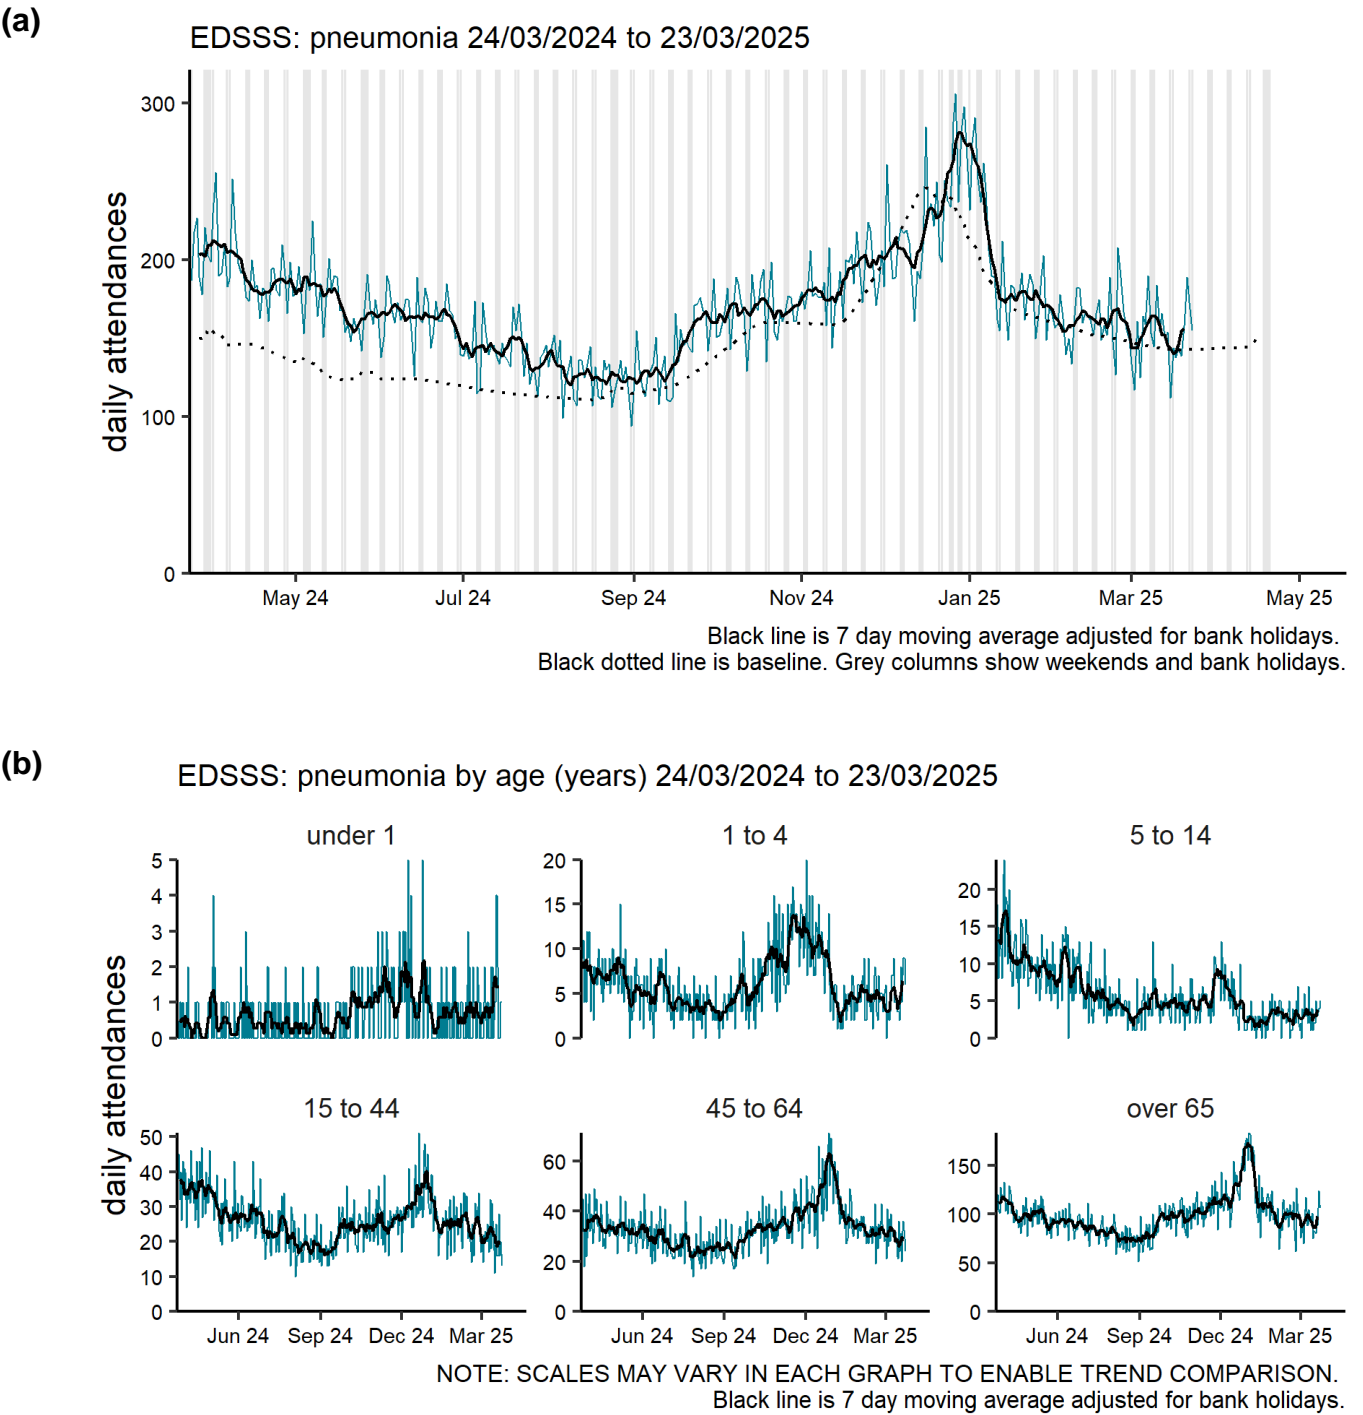 (a)
EDSSS: pneumonia 24/03/2024 to 23/03/2025
daily attendances
300
200
100
0
May 24 Jul 24 Sep 24 Nov 24 Jan 25 Mar 25 May 25
Black line is 7 day moving average adjusted for bank holidays.
Black dotted line is baseline. Grey columns show weekends and bank holidays.
(b)
EDSSS: pneumonia by age (years) 24/03/2024 to 23/03/2025
daily attendances
under 1
5
4
3
2
1
0
1 to 4
20
15
10
5
0
5 to 14
20
15
10
5
0
15 to 44
50
40
30
20
10
0
Jun 24 Sep 24 Dec 24 Mar 25
45 to 64
60
40
20
0
Jun 24 Sep 24 Dec 24 Mar 25
over 65
150
100
50
0
Jun 24 Sep 24 Dec 24 Mar 25
NOTE: SCALES MAY VARY IN EACH GRAPH TO ENABLE TREND COMPARISON.
Black line is 7 day moving average adjusted for bank holidays.